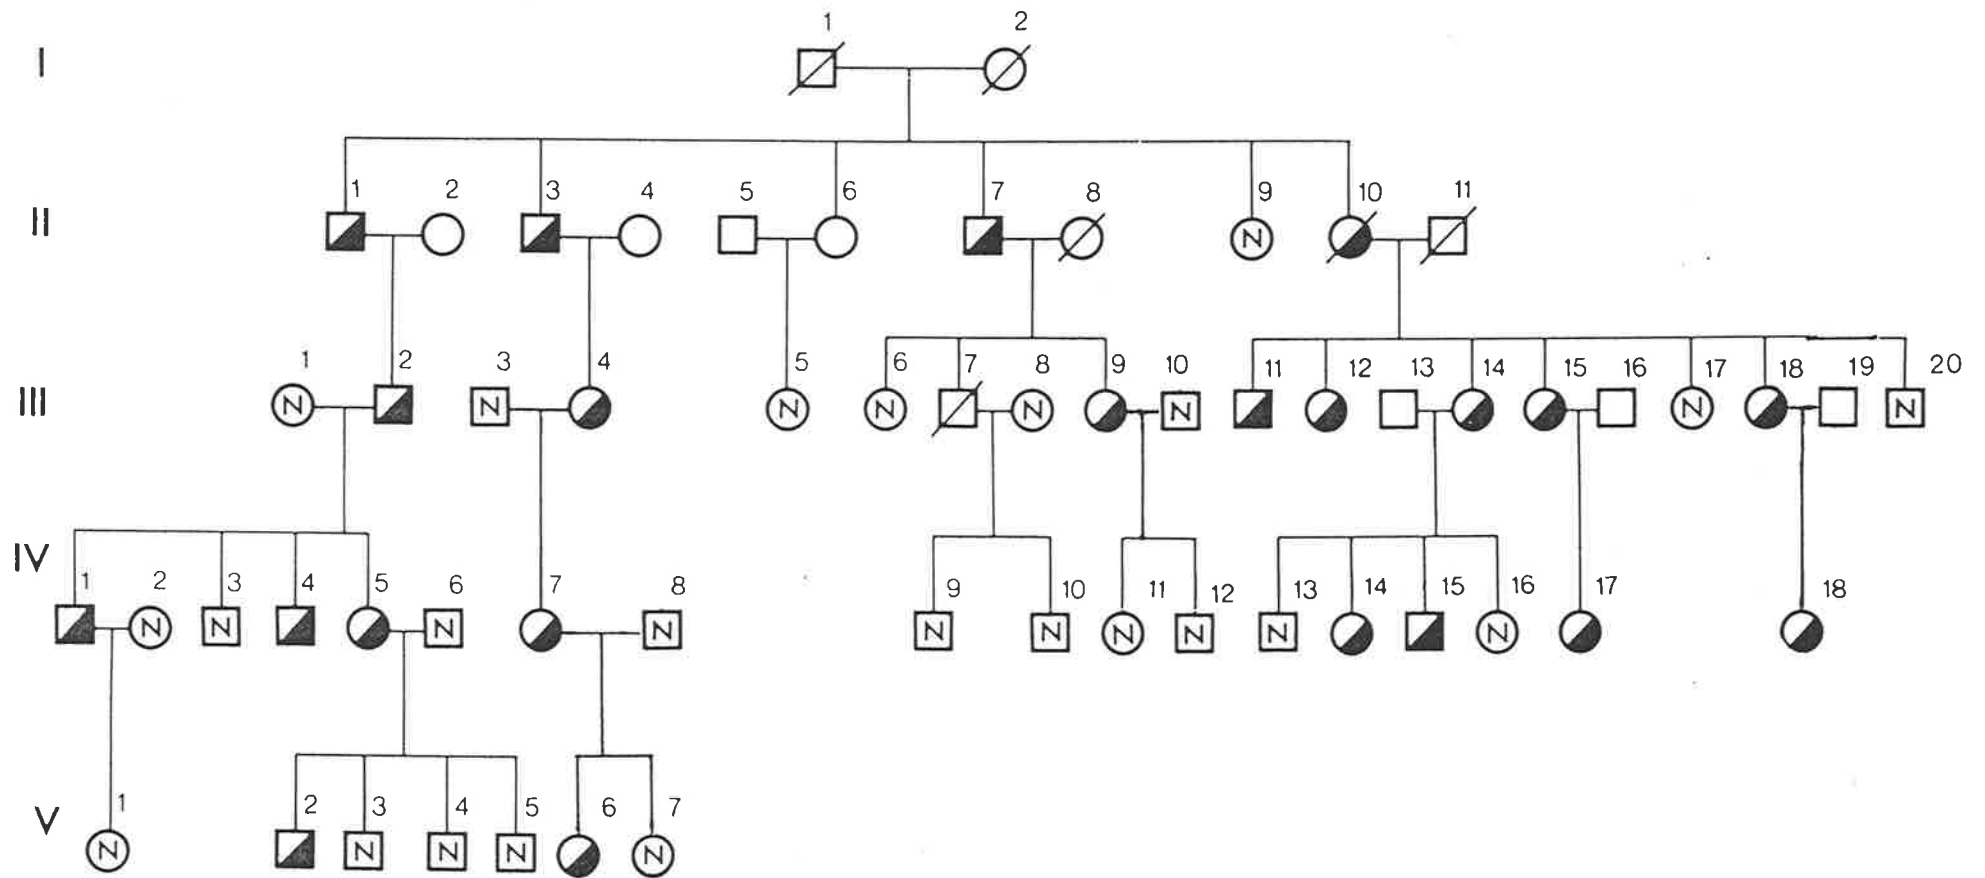 1 2
I
1 2 3 4 5 6 7 8 9 10 11
II
N
1 2 3 4 5 6 7 8 9 10 11 12 13 14 15 16 17 18 19 20
III
N N N N N N N N
IV
1 2 3 4 5 6 7 8 9 10 11 12 13 14 15 16 17 18
N N N N N N N N N N
V
1 2 3 4 5 6 7
N N N N N